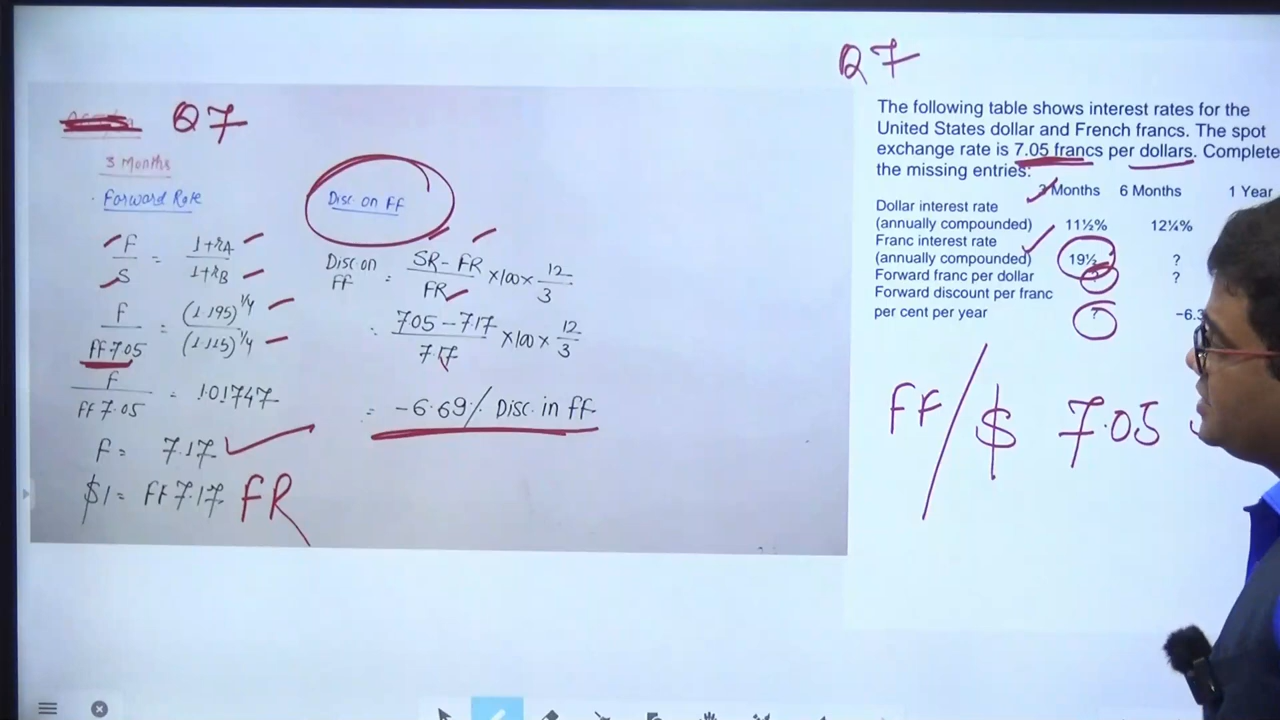 Q7
3 Months
Forward Rate
F/S = 1+rA/1+rB
F/FF 7.05 = (1.195)^1/4/(1.115)^1/4
F/FF 7.05 = 1.01747
F = 7.17
$1 = FF 7.17 FR
Disc. on FF
Disc on FF = SR - FR/FR ×100× 12/3
: 7.05 - 7.17/7.17 ×100× 12/3
= -6.69% Disc. in FF
Q7
The following table shows interest rates for the
United States dollar and French francs. The spot
exchange rate is 7.05 francs per dollars. Complete
the missing entries:
3 Months 6 Months 1 Year
Dollar interest rate
(annually compounded) 11½% 12¼%
Franc interest rate
(annually compounded) 19½ ?
Forward franc per dollar ? ?
Forward discount per franc
per cent per year ? -6.3
FF/$ 7.05